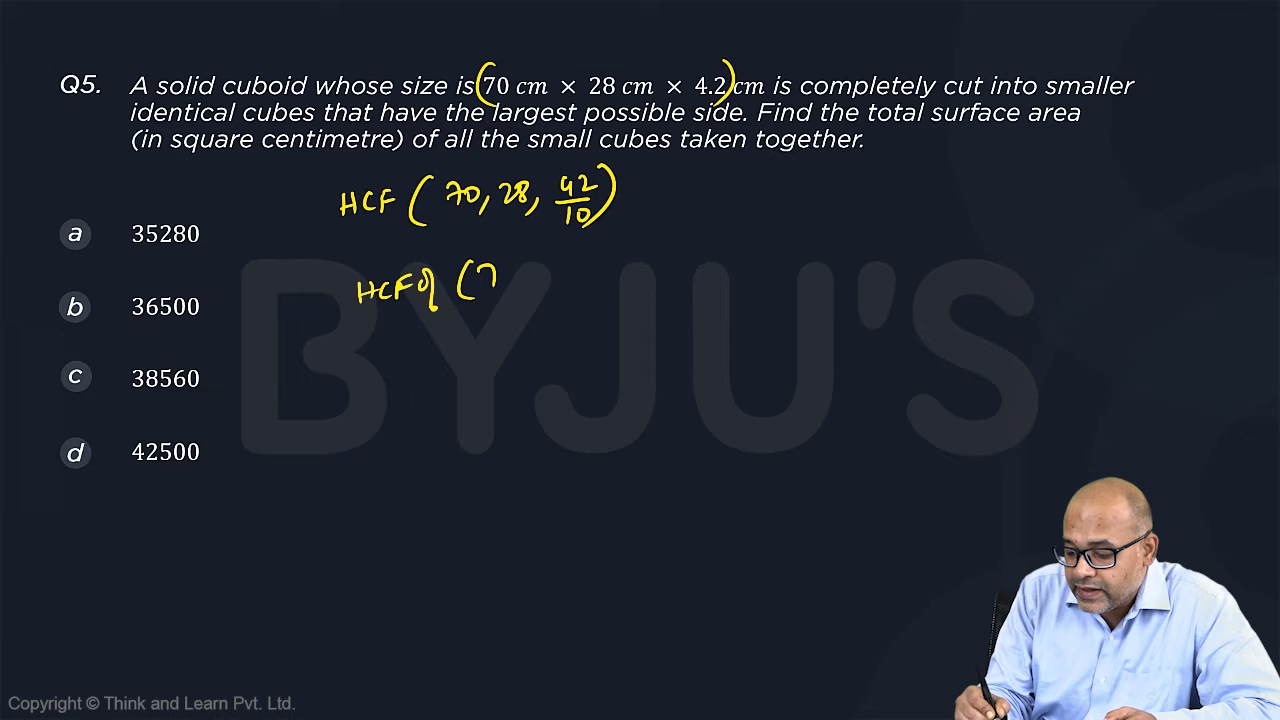 Q5. A solid cuboid whose size is (70 cm × 28 cm × 4.2) cm is completely cut into smaller
identical cubes that have the largest possible side. Find the total surface area
(in square centimetre) of all the small cubes taken together.
HCF ( 70, 28, 42/10 )
a 35280
HCF of ( 7
b 36500
c 38560
d 42500
BYJU'S
Copyright © Think and Learn Pvt. Ltd.